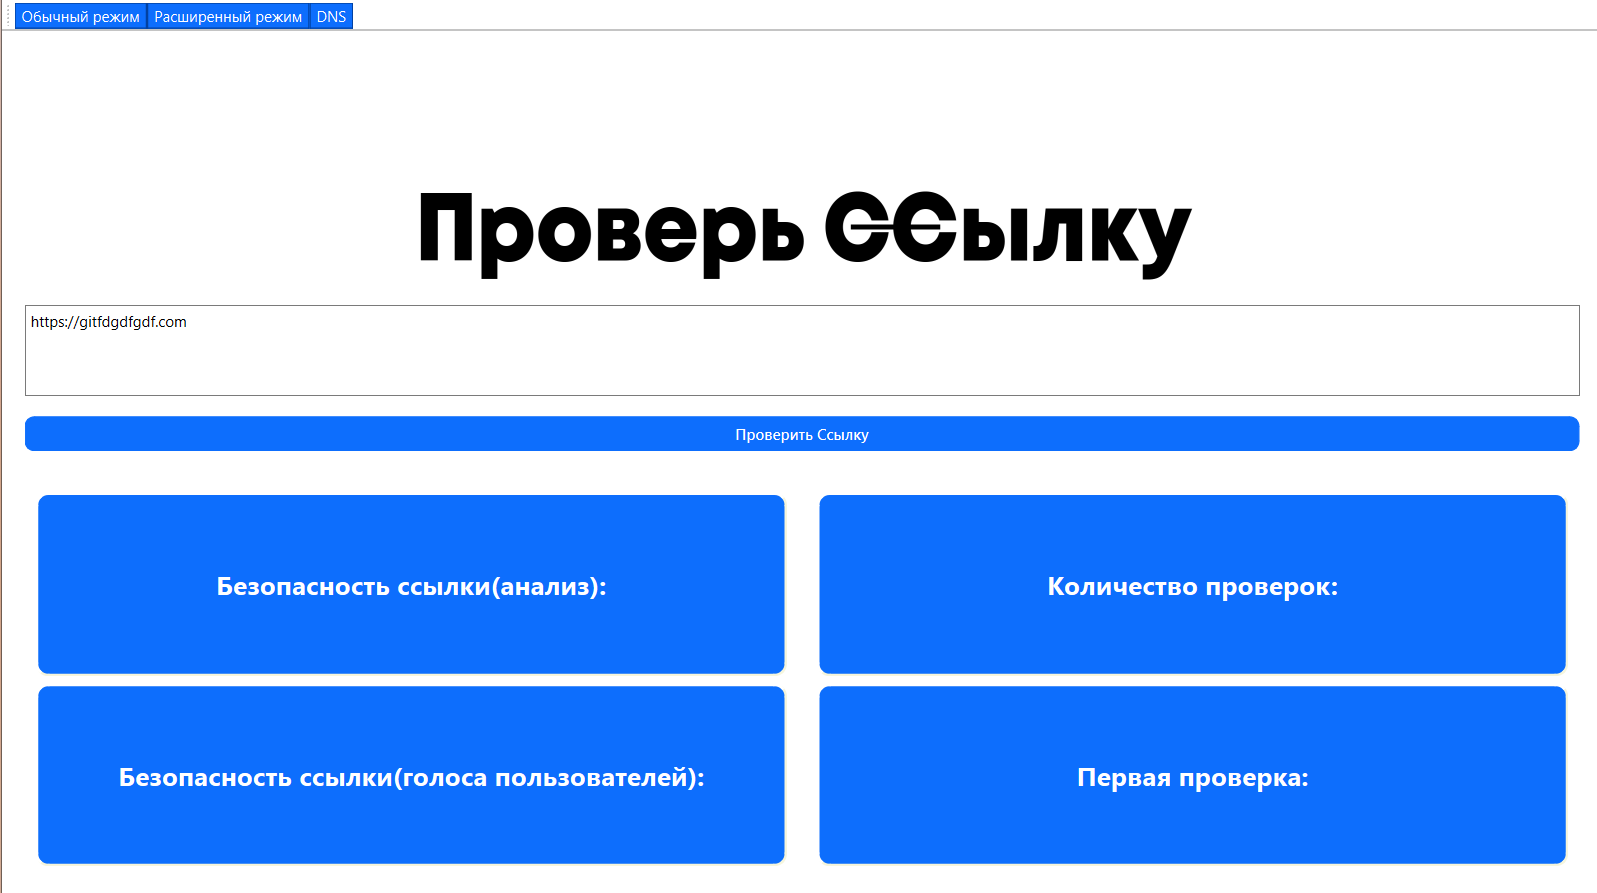 Обычный режим Расширенный режим DNS
Проверь ССылку
https://gitfdgdfgdf.com
Проверить Ссылку
Безопасность ссылки(анализ):
Количество проверок:
Безопасность ссылки(голоса пользователей):
Первая проверка: